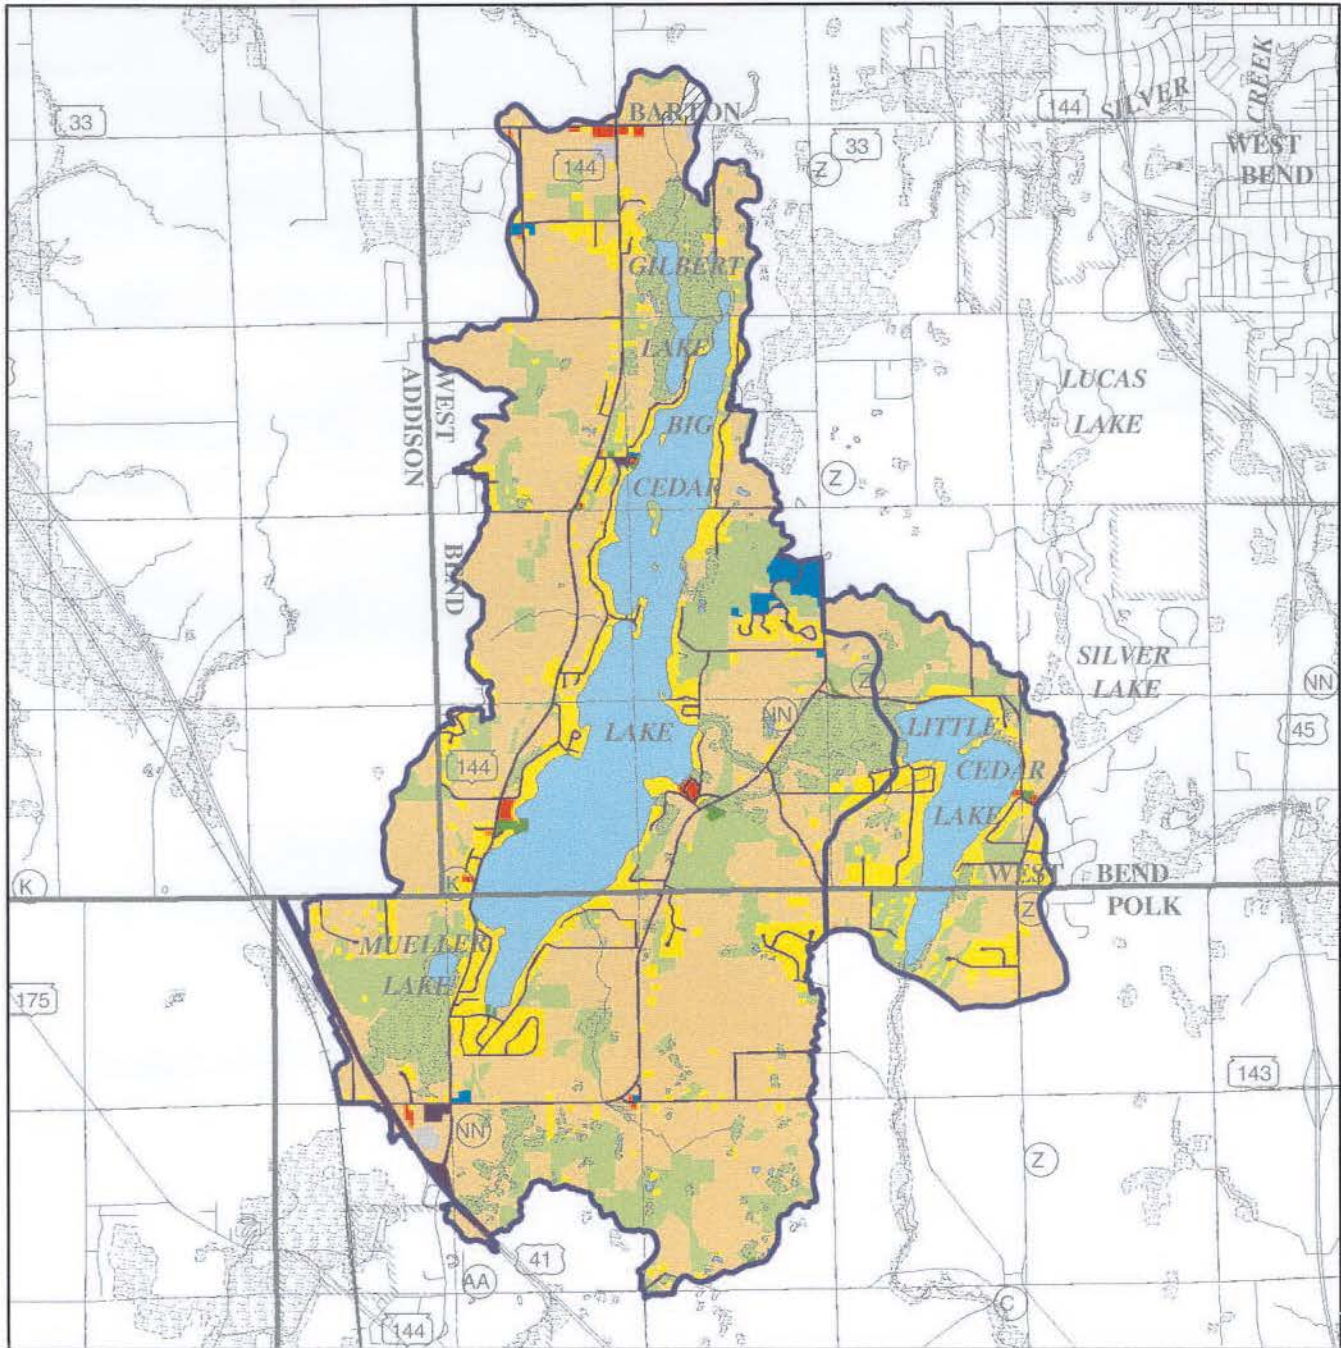 BARTON
33
144
144
33
Z
SILVER
CREEK
WEST
BEND
GILBERT
LAKE
WEST
ADDISON
BEND
BIG
CEDAR
LAKE
Z
LUCAS
LAKE
SILVER
LAKE
NN
45
Z
NN
144
LITTLE
CEDAR
LAKE
K
K
WEST BEND
POLK
Z
MUELLER
LAKE
175
143
NN
Z
41
AA
144
C